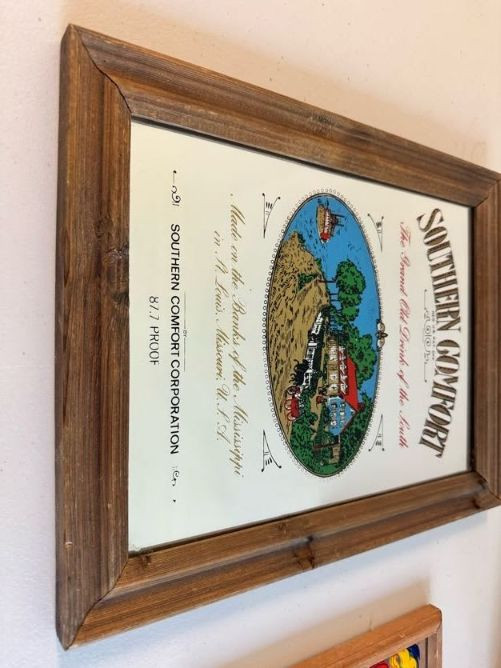 SOUTHERN COMFORT
The Grand Old Drink of the South
Made on the Banks of the Mississippi
in St. Louis, Missouri, U.S.A.
BY
SOUTHERN COMFORT CORPORATION
87.7 PROOF